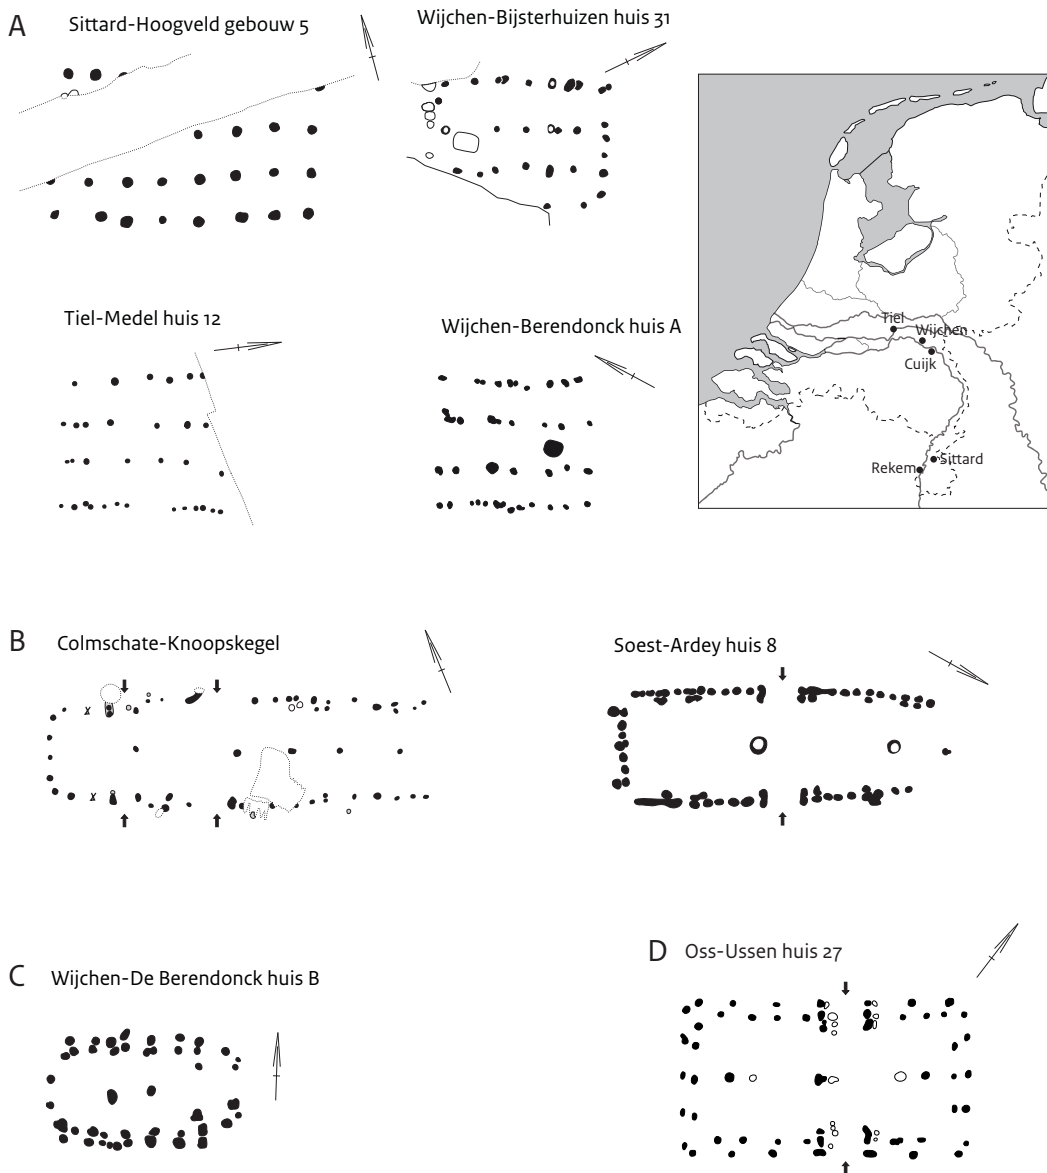 A
Sittard-Hoogveld gebouw 5
Wijchen-Bijsterhuizen huis 31
Tiel-Medel huis 12
Wijchen-Berendonck huis A
Tiel
Wijchen
Cuijk
Rekem
Sittard
B
Colmschate-Knoopskegel
Soest-Ardey huis 8
C
Wijchen-De Berendonck huis B
D
Oss-Ussen huis 27